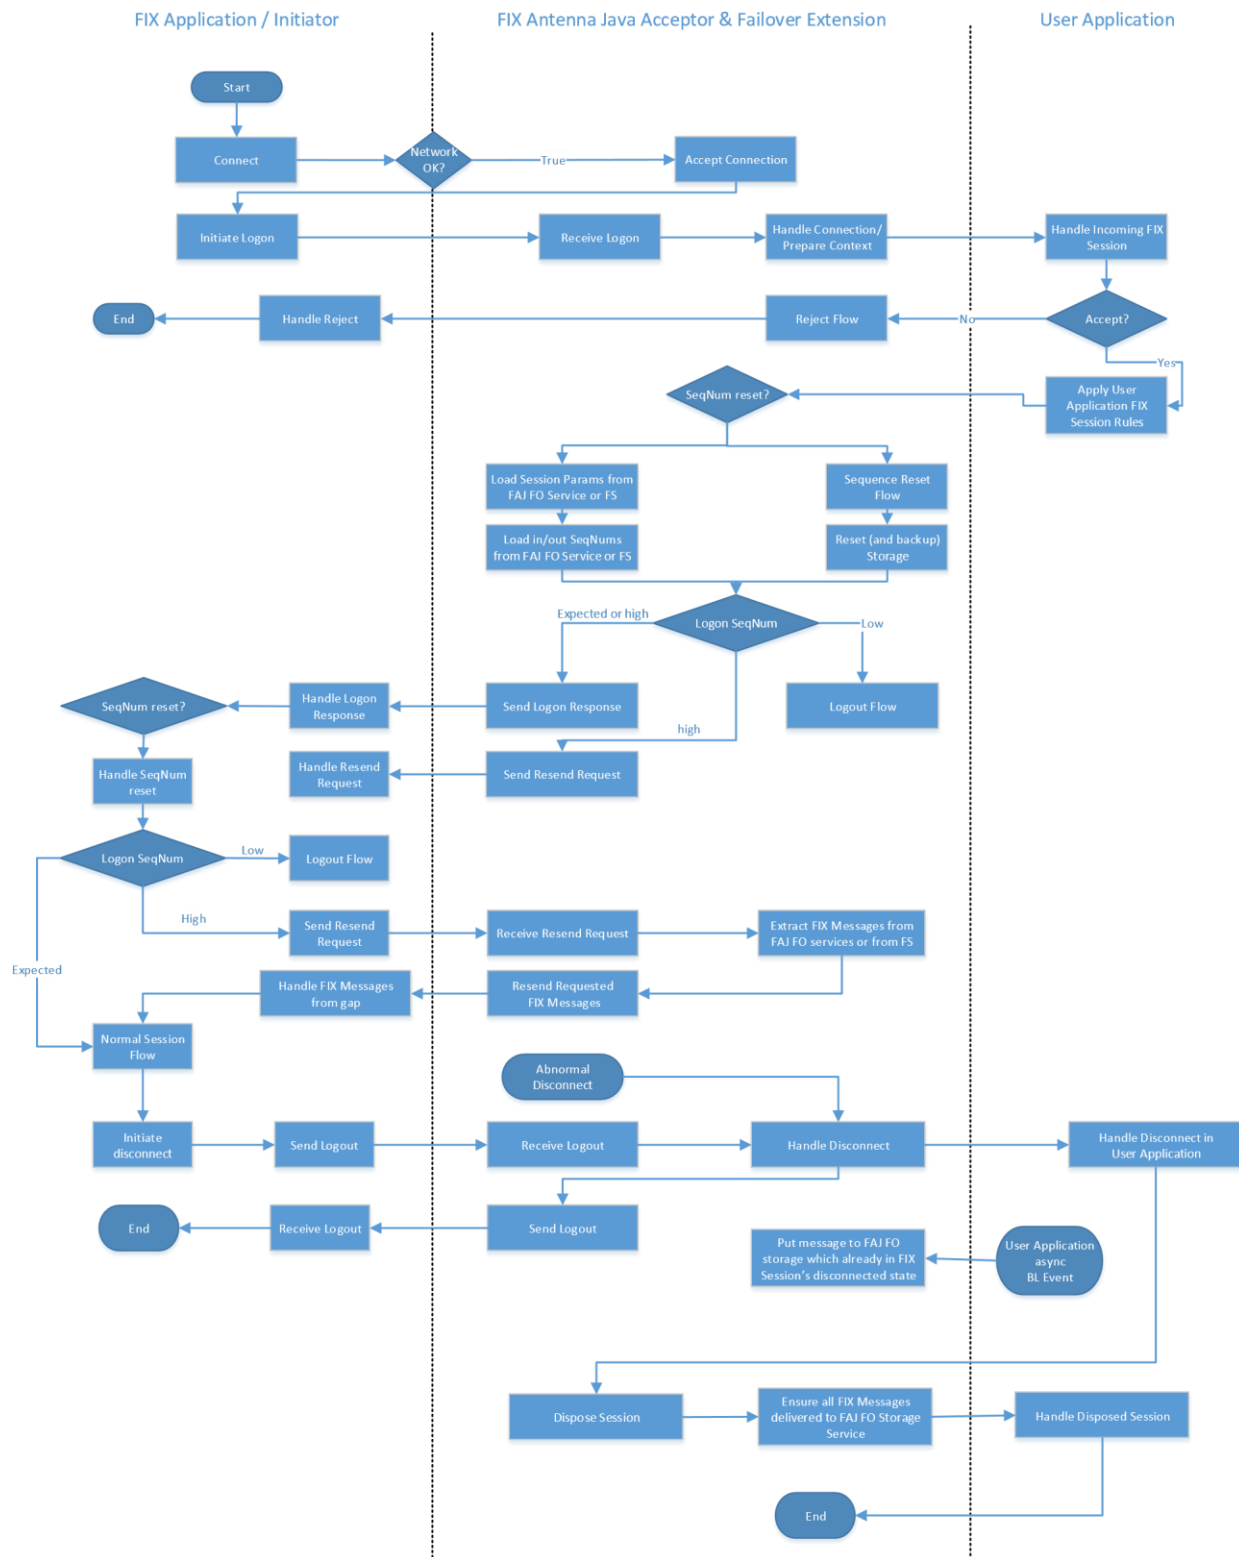 FIX Application / Initiator
FIX Antenna Java Acceptor & Failover Extension
User Application
Start
Connect
Network
OK?
True
Accept Connection
Initiate Logon
Receive Logon
Handle Connection/
Prepare Context
Handle Incoming FIX
Session
End
Handle Reject
Reject Flow
No
Accept?
Yes
SeqNum reset?
Apply User
Application FIX
Session Rules
Load Session Params from
FAJ FO Service or FS
Sequence Reset
Flow
Load in/out SeqNums
from FAJ FO Service or FS
Reset (and backup)
Storage
Expected or high
Logon SeqNum
Low
SeqNum reset?
Handle Logon
Response
Send Logon Response
Logout Flow
high
Handle SeqNum
reset
Handle Resend
Request
Send Resend Request
Logon SeqNum
Low
Logout Flow
High
Send Resend
Request
Receive Resend Request
Extract FIX Messages from
FAJ FO services or from FS
Expected
Handle FIX Messages
from gap
Resend Requested
FIX Messages
Normal Session
Flow
Abnormal
Disconnect
Initiate
disconnect
Send Logout
Receive Logout
Handle Disconnect
Handle Disconnect in
User Application
End
Receive Logout
Send Logout
Put message to FAJ FO
storage which already in FIX
Session's disconnected state
User Application
async
BL Event
Dispose Session
Ensure all FIX Messages
delivered to FAJ FO Storage
Service
Handle Disposed Session
End